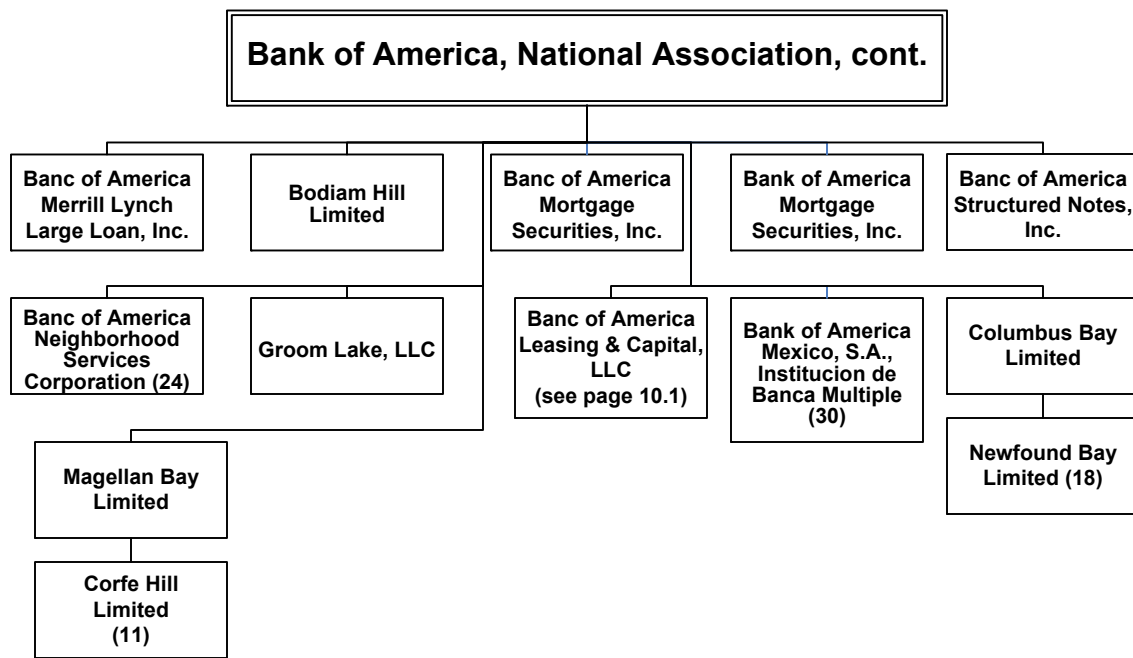 Bank of America, National Association, cont.
Banc of America
Merrill Lynch
Large Loan, Inc.
Bodiam Hill
Limited
Banc of America
Mortgage
Securities, Inc.
Bank of America
Mortgage
Securities, Inc.
Banc of America
Structured Notes,
Inc.
Banc of America
Neighborhood
Services
Corporation (24)
Groom Lake, LLC
Banc of America
Leasing & Capital,
LLC
(see page 10.1)
Bank of America
Mexico, S.A.,
Institucion de
Banca Multiple
(30)
Columbus Bay
Limited
Magellan Bay
Limited
Newfound Bay
Limited (18)
Corfe Hill
Limited
(11)